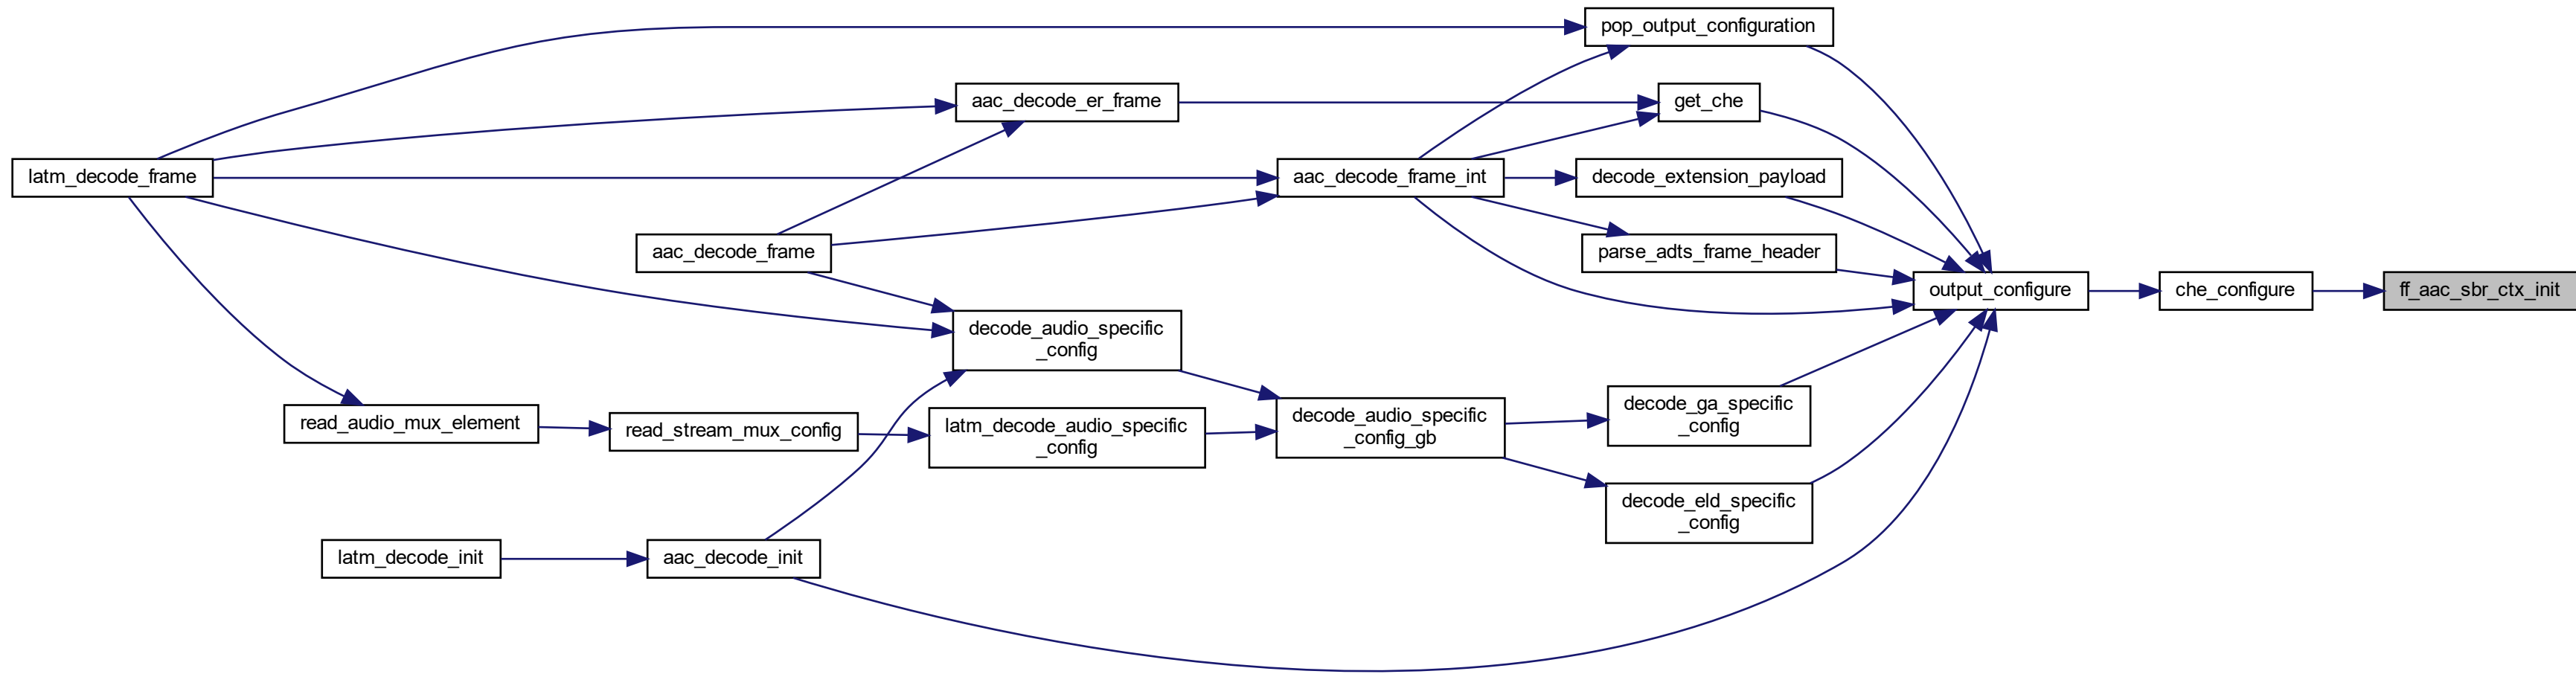 pop_output_configuration
aac_decode_er_frame
get_che
latm_decode_frame
aac_decode_frame_int
decode_extension_payload
aac_decode_frame
parse_adts_frame_header
output_configure
che_configure
ff_aac_sbr_ctx_init
decode_audio_specific
_config
read_audio_mux_element
read_stream_mux_config
latm_decode_audio_specific
_config
decode_audio_specific
_config_gb
decode_ga_specific
_config
decode_eld_specific
_config
latm_decode_init
aac_decode_init